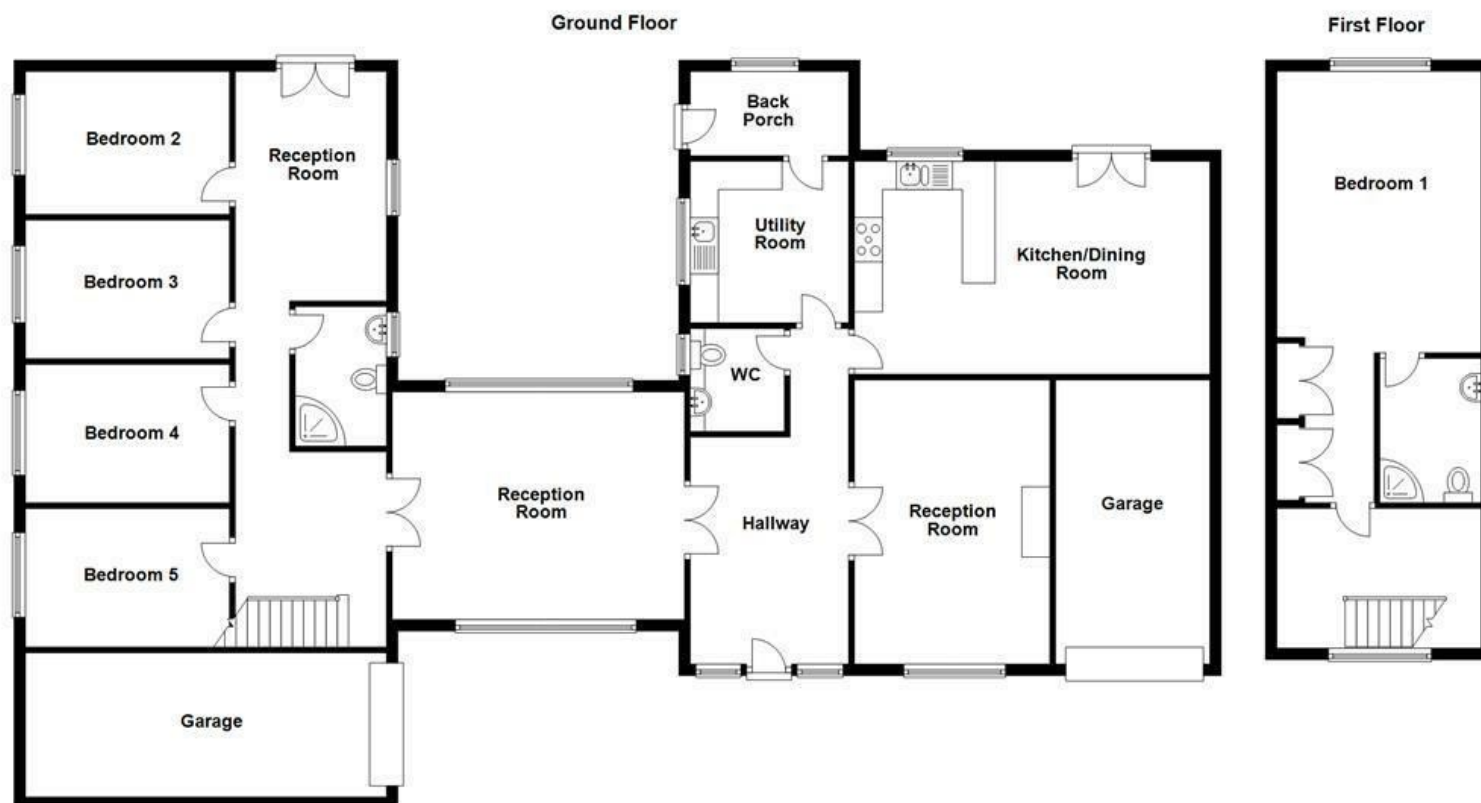 Ground Floor
First Floor
Bedroom 2
Reception
Room
Back
Porch
Bedroom 1
Utility
Room
Kitchen/Dining
Room
Bedroom 3
WC
Bedroom 4
Reception
Room
Hallway
Reception
Room
Garage
Bedroom 5
Garage